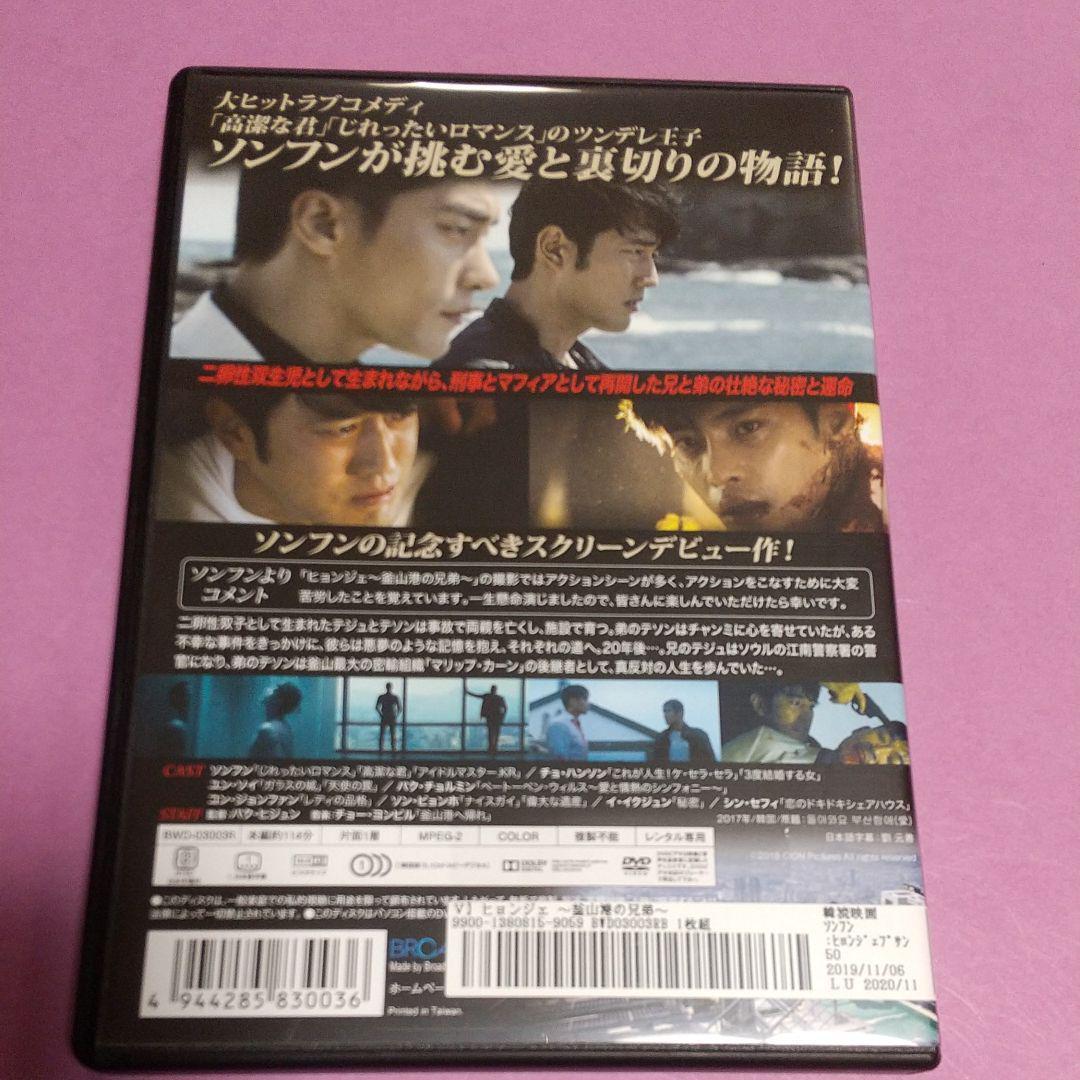 大ヒットラブコメディ
「高潔な君」「じれったいロマンス」のツンデレ王子
ソンフンが挑む愛と裏切りの物語!
二卵性双生児として生まれながら、刑事とマフィアとして再開した兄と弟の壮絶な秘密と運命
ソンフンの記念すべきスクリーンデビュー作!
ソンフンより
コメント
「ヒョンジェ〜釜山港の兄弟〜」の撮影ではアクションシーンが多く、アクションをこなすために大変
苦労したことを覚えています。一生懸命演じましたので、皆さんに楽しんでいただけたら幸いです。
二卵性双子として生まれたテジュとテソンは事故で両親を亡くし、施設で育つ。弟のテソンはチャンミに心を寄せていたが、ある
不幸な事件をきっかけに、彼らは悪夢のような記憶を抱え、それぞれの道へ。20年後…。兄のテジュはソウルの江南警察署の警
官になり、弟のテソンは釜山最大の密輸組織「マリッフ・カーン」の後継者として、真反対の人生を歩んでいた…。
CAST ソンフン「じれったいロマンス」「高潔な君」「アイドルマスター.KR」/ チョ・ハンソン「これが人生!ケ・セラ・セラ」「3度結婚する女」
ユン・ソイ「ガラスの城」「天使の罠」/ パク・チョルミン「ベートーベン・ウィルス〜愛と情熱のシンフォニー〜」
コン・ジョンファン「レディの品格」/ ソン・ビョンホ「ナイスガイ」「偉大な遺産」/ イ・イクジュン「秘密」/ シン・セフィ「恋のドキドキシェアハウス」
STAFF 監督:パク・ヒジュン 制作:チョー・ヨンピル「釜山港へ帰れ」
2017年/韓国/原題:돌아와요 부산항애(愛)
日本語字幕:劉 元善
BWD-03003R 本編約114分 片面1層 MPEG-2 COLOR 複製不能 レンタル専用
DOLBY
DVD
©2018 CION Pictures All rights reserved
4 944285 830036
Printed in Taiwan.
V] ヒョンジェ 〜釜山港の兄弟〜
9900-1380815-9059 BWD03003RB 1枚組
韓流映画
ソンフン
:ヒョンジェプサン
50
2019/11/06
LU 2020/11